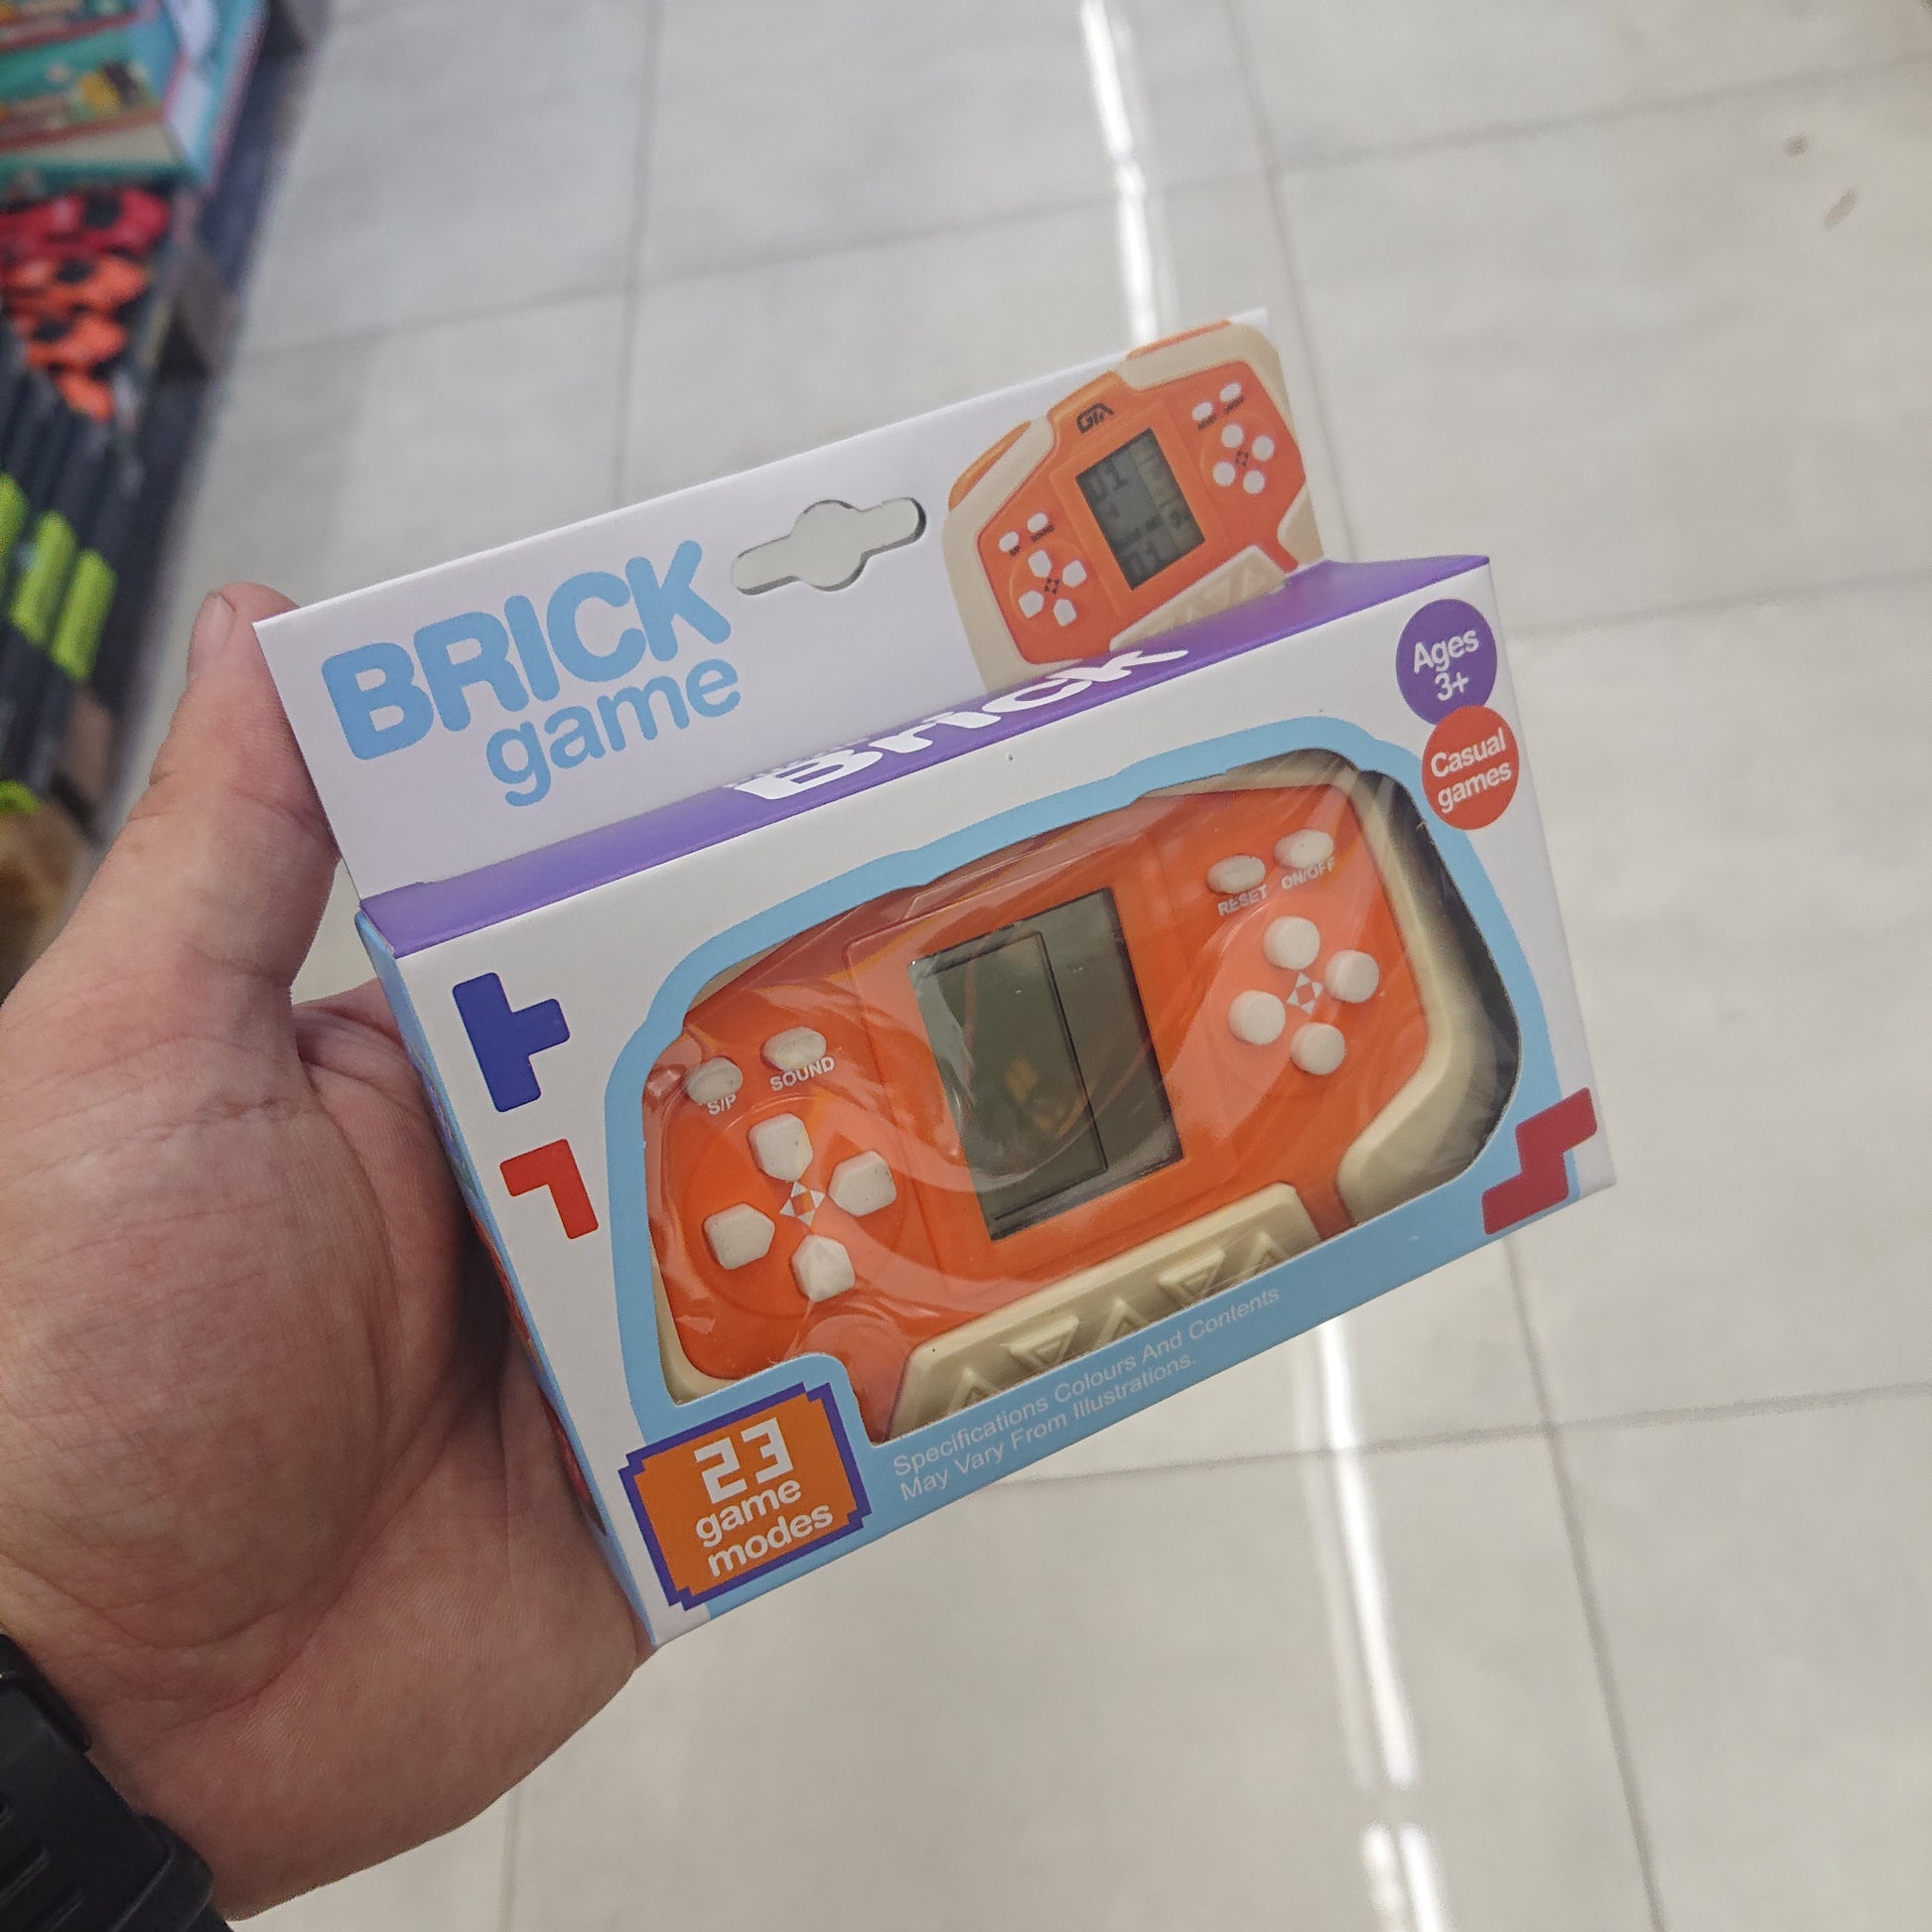 GTA
BRICK
game
Brick
Ages
3+
Casual
games
RESET ON/OFF
S/P SOUND
23
game
modes
Specifications Colours And Contents
May Vary From Illustrations.